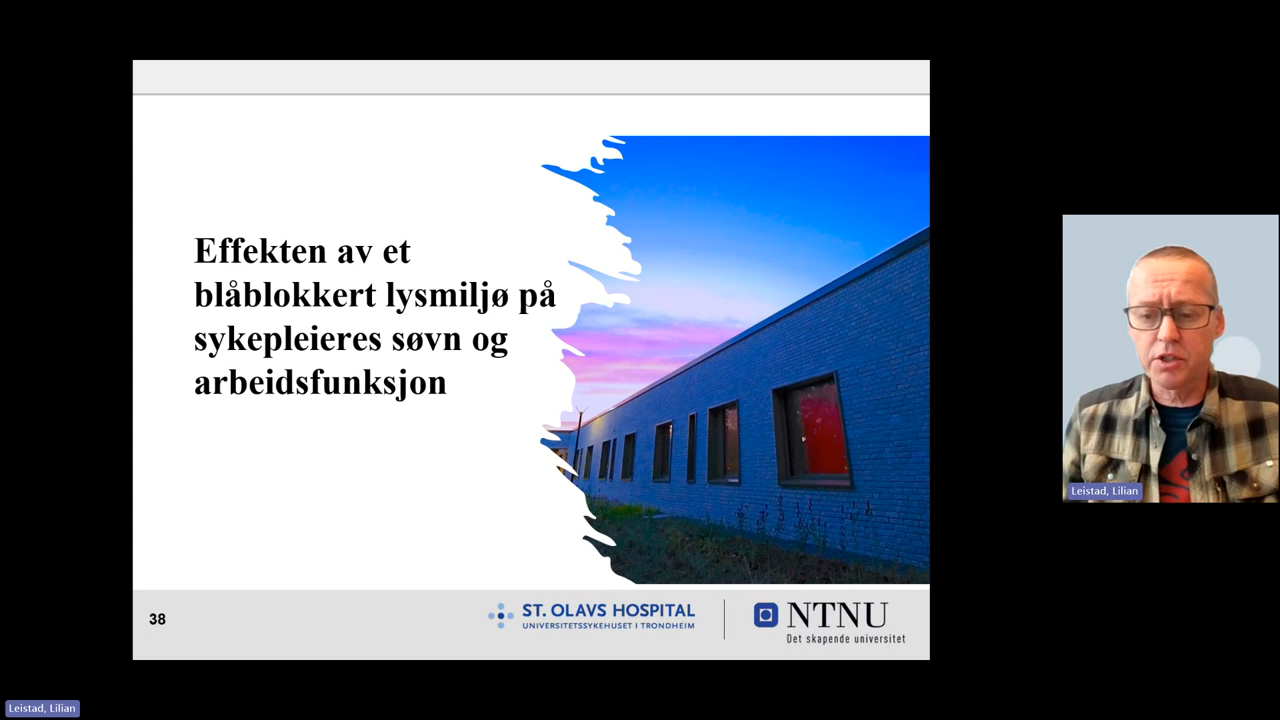 Effekten av et
blåblokkert lysmiljø på
sykepleieres søvn og
arbeidsfunksjon
38
ST. OLAVS HOSPITAL
UNIVERSITETSSYKEHUSET I TRONDHEIM
NTNU
Det skapende universitet
Leistad, Lilian
Leistad, Lilian